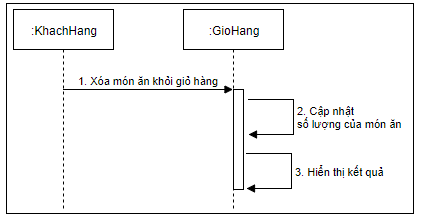 :KhachHang
:GioHang
1. Xóa món ăn khỏi giỏ hàng
2. Cập nhật
số lượng của món ăn
3. Hiển thị kết quả